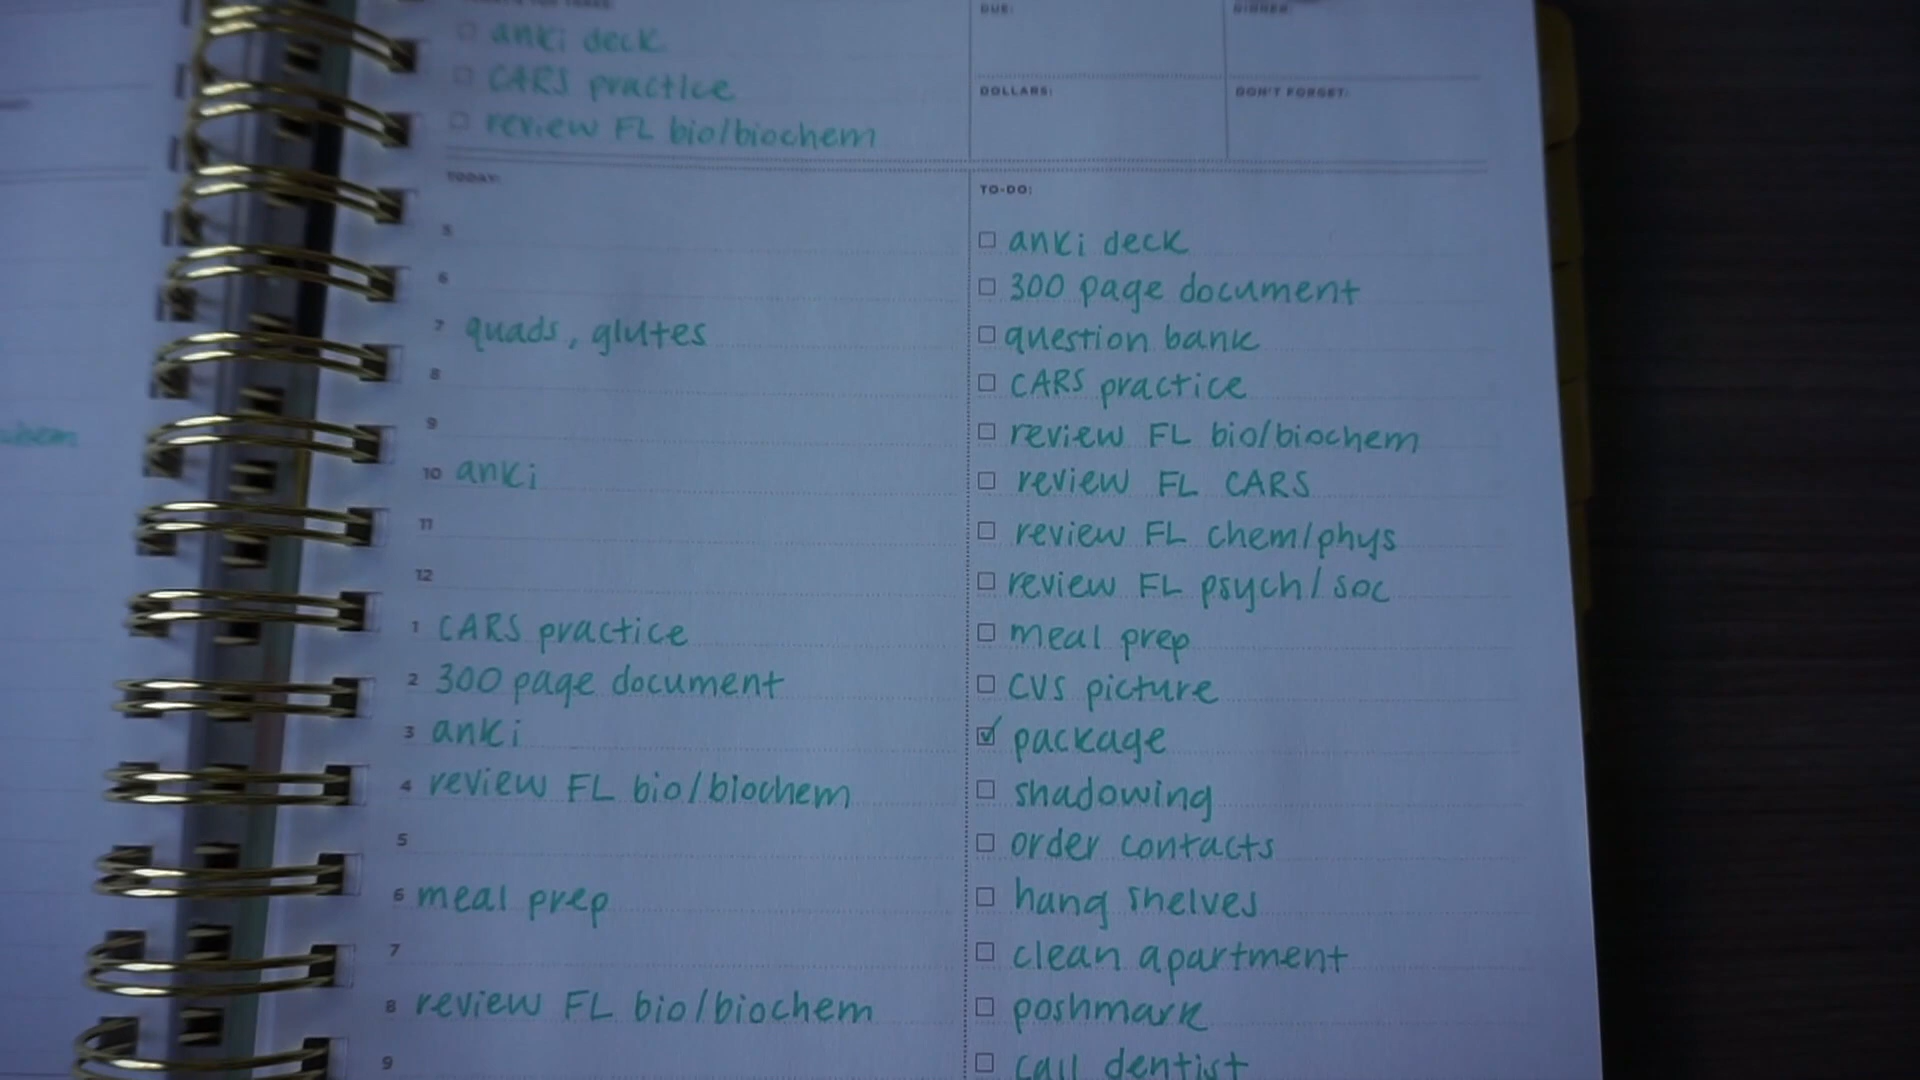 anki deck
CARS practice
review FL bio/biochem
DUE:
DINNER:
DOLLARS:
DON'T FORGET:
TODAY:
5
6
7 quads, glutes
8
9
10 anki
11
12
1 CARS practice
2 300 page document
3 anki
4 review FL bio/biochem
5
6 meal prep
7
8 review FL bio/biochem
9
TO-DO:
anki deck
300 page document
question bank
CARS practice
review FL bio/biochem
review FL CARS
review FL chem/phys
review FL psych/soc
meal prep
CVS picture
package
shadowing
order contacts
hang shelves
clean apartment
poshmark
call dentist